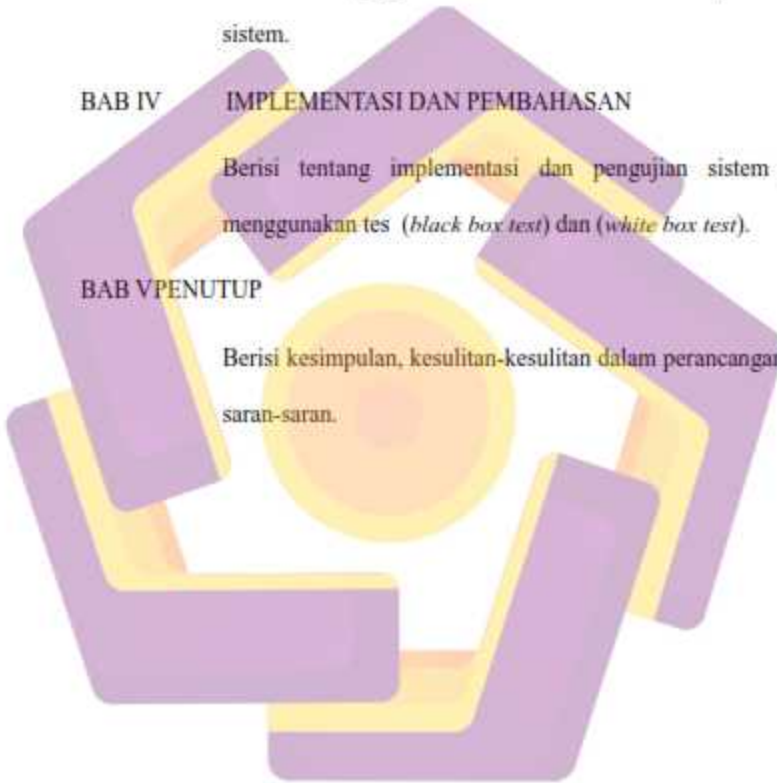 sistem.
BAB IV IMPLEMENTASI DAN PEMBAHASAN
Berisi tentang implementasi dan pengujian sistem
menggunakan tes (black box test) dan (white box test).
BAB VPENUTUP
Berisi kesimpulan, kesulitan-kesulitan dalam perancangan
saran-saran.